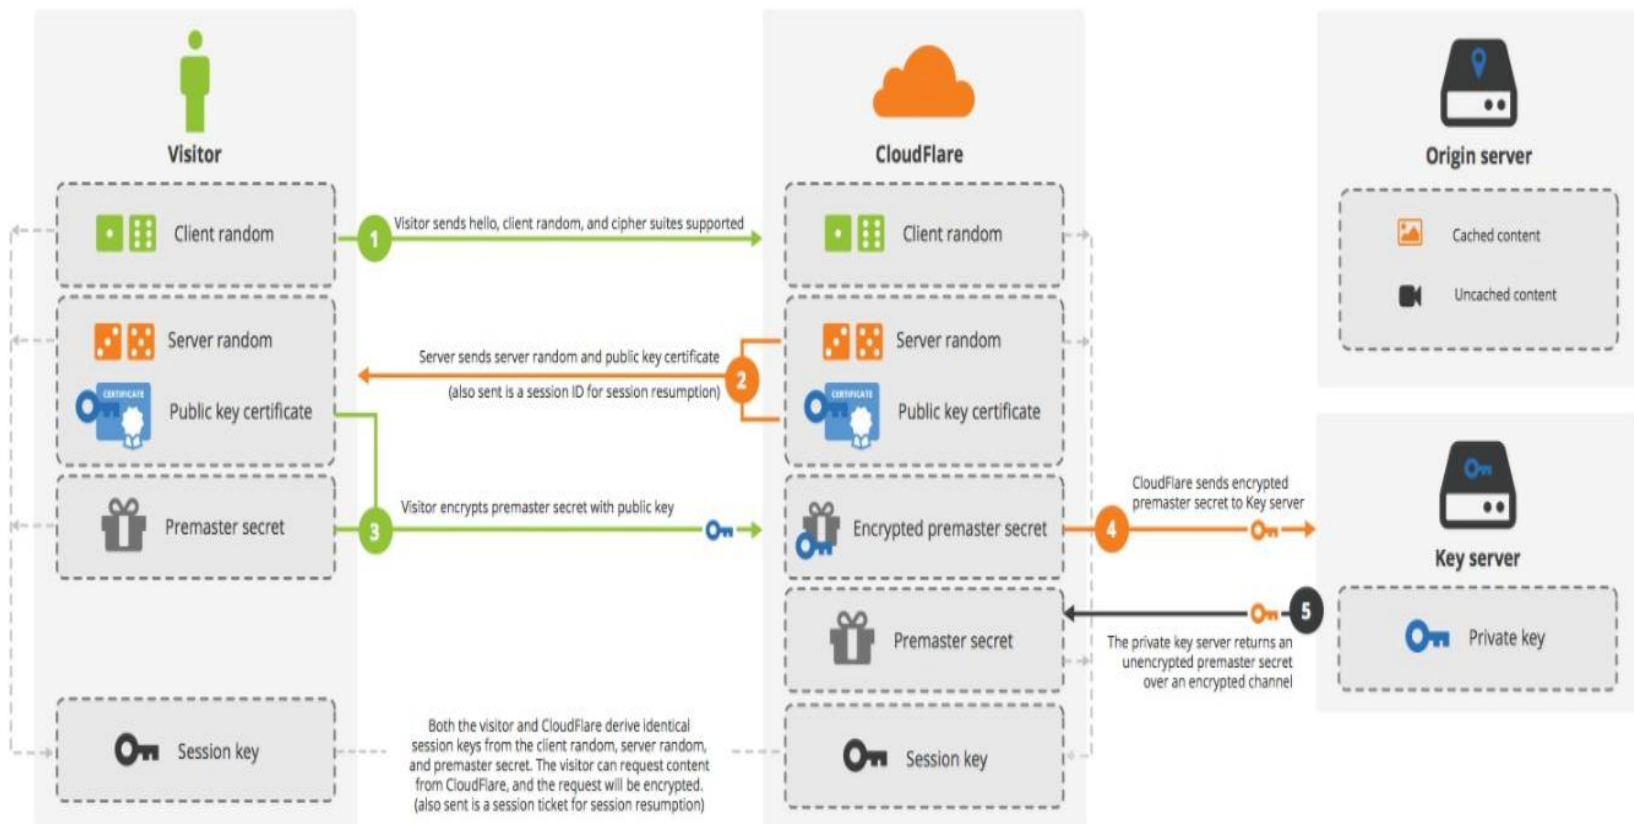 Visitor
CloudFlare
Origin server
Client random
1
Visitor sends hello, client random, and cipher suites supported
Client random
Cached content
Uncached content
Server random
CERTIFICATE
Public key certificate
Server sends server random and public key certificate
(also sent is a session ID for session resumption)
2
Server random
CERTIFICATE
Public key certificate
Premaster secret
3
Visitor encrypts premaster secret with public key
Encrypted premaster secret
4
CloudFlare sends encrypted
premaster secret to Key server
Key server
Premaster secret
5
The private key server returns an
unencrypted premaster secret
over an encrypted channel
Private key
Session key
Both the visitor and CloudFlare derive identical
session keys from the client random, server random,
and premaster secret. The visitor can request content
from CloudFlare, and the request will be encrypted.
(also sent is a session ticket for session resumption)
Session key